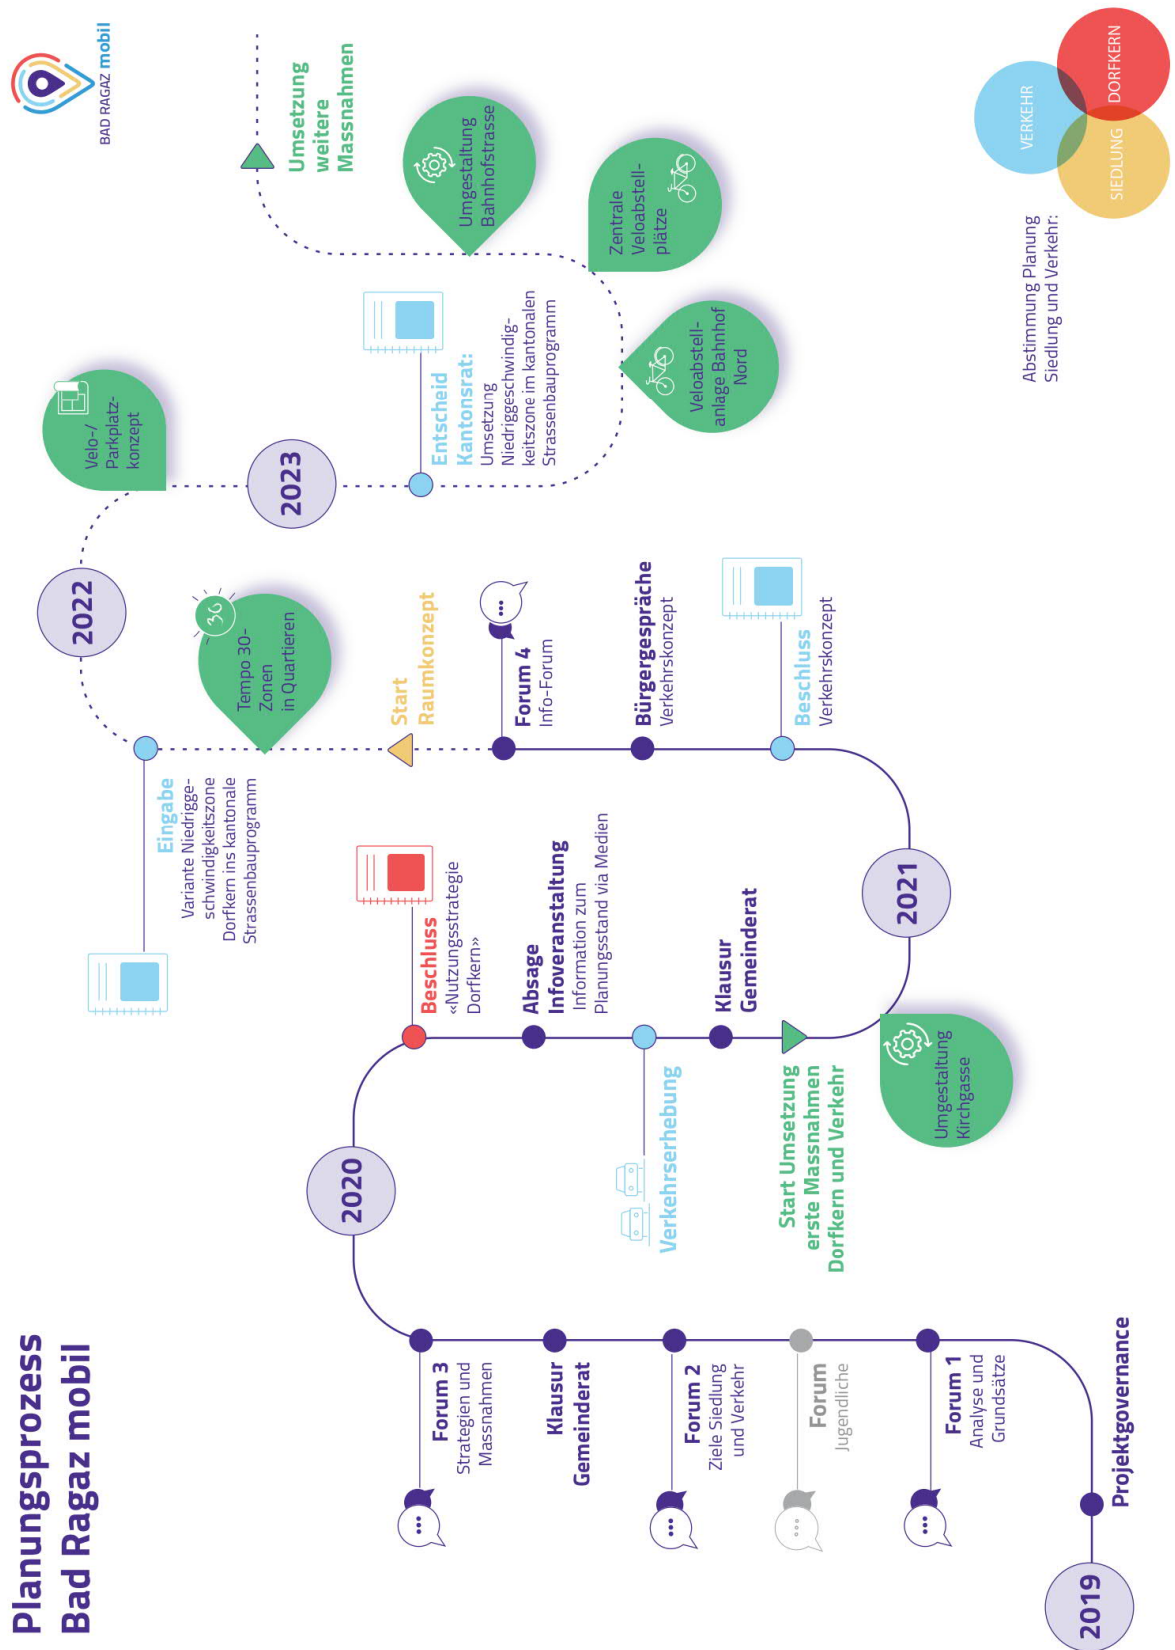 Planungsprozess
Bad Ragaz mobil
BAD RAGAZ mobil
2019
Projektgovernance
Forum 1
Analyse und
Grundsätze
Forum
Jugendliche
Forum 2
Ziele Siedlung
und Verkehr
Klausur
Gemeinderat
Forum 3
Strategien und
Massnahmen
2020
Beschluss
«Nutzungsstrategie
Dorfkern»
Absage
Infoveranstaltung
Information zum
Planungsstand via Medien
Verkehrserhebung
Klausur
Gemeinderat
Start Umsetzung
erste Massnahmen
Dorfkern und Verkehr
Umgestaltung
Kirchgasse
2021
Beschluss
Verkehrskonzept
Bürgergespräche
Verkehrskonzept
Forum 4
Info-Forum
Start
Raumkonzept
Tempo 30-
Zonen
in Quartieren
30
Eingabe
Variante Niedrigge-
schwindigkeitszone
Dorfkern ins kantonale
Strassenbauprogramm
2022
Velo-/
Parkplatz-
konzept
2023
Entscheid
Kantonsrat:
Umsetzung
Niedriggeschwindig-
keitszone im kantonalen
Strassenbauprogramm
Veloabstell-
anlage Bahnhof
Nord
Zentrale
Veloabstell-
plätze
Umgestaltung
Bahnhofstrasse
Umsetzung
weitere
Massnahmen
Abstimmung Planung
Siedlung und Verkehr:
VERKEHR
SIEDLUNG
DORFKERN